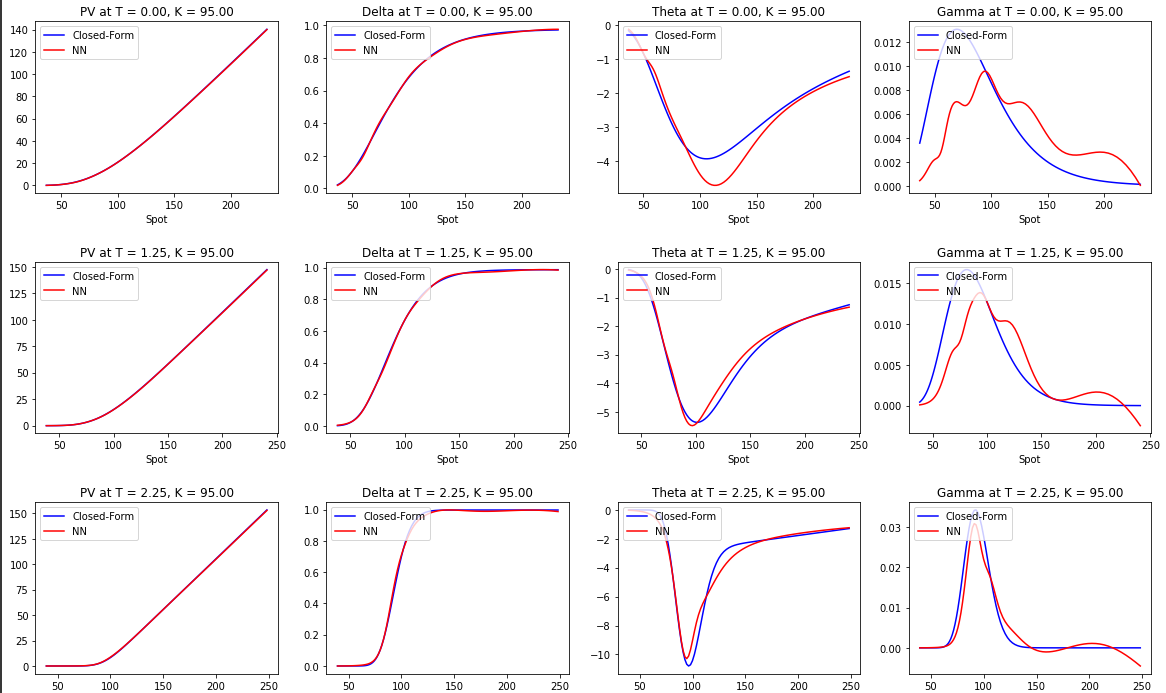 PV at T = 0.00, K = 95.00
Closed-Form
NN
140
120
100
80
60
40
20
0
50
100
150
200
Spot
Delta at T = 0.00, K = 95.00
Closed-Form
NN
1.0
0.8
0.6
0.4
0.2
0.0
50
100
150
200
Spot
Theta at T = 0.00, K = 95.00
Closed-Form
NN
0
−1
−2
−3
−4
50
100
150
200
Spot
Gamma at T = 0.00, K = 95.00
Closed-Form
NN
0.012
0.010
0.008
0.006
0.004
0.002
0.000
50
100
150
200
Spot
PV at T = 1.25, K = 95.00
Closed-Form
NN
150
125
100
75
50
25
0
50
100
150
200
250
Spot
Delta at T = 1.25, K = 95.00
Closed-Form
NN
1.0
0.8
0.6
0.4
0.2
0.0
50
100
150
200
250
Spot
Theta at T = 1.25, K = 95.00
Closed-Form
NN
0
−1
−2
−3
−4
−5
50
100
150
200
250
Spot
Gamma at T = 1.25, K = 95.00
Closed-Form
NN
0.015
0.010
0.005
0.000
50
100
150
200
250
Spot
PV at T = 2.25, K = 95.00
Closed-Form
NN
150
125
100
75
50
25
0
50
100
150
200
250
Delta at T = 2.25, K = 95.00
Closed-Form
NN
1.0
0.8
0.6
0.4
0.2
0.0
50
100
150
200
250
Theta at T = 2.25, K = 95.00
Closed-Form
NN
0
−2
−4
−6
−8
−10
50
100
150
200
250
Gamma at T = 2.25, K = 95.00
Closed-Form
NN
0.03
0.02
0.01
0.00
50
100
150
200
250